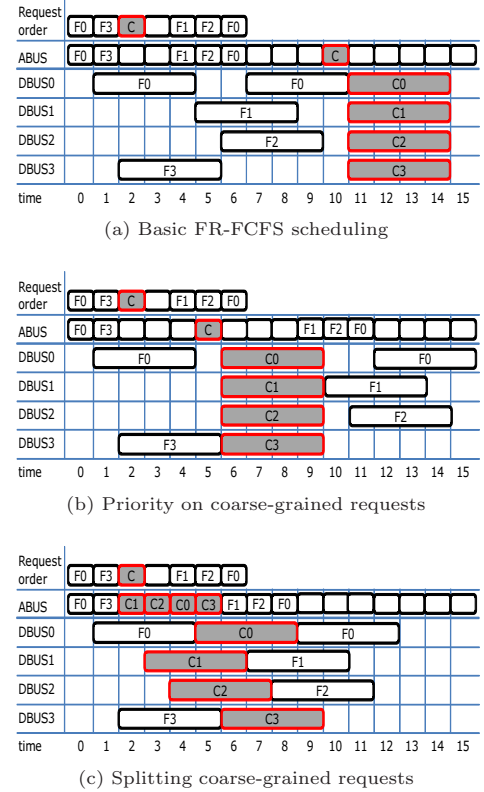 Request
order F0 F3 C F1 F2 F0
ABUS F0 F3 F1 F2 F0 C
DBUS0 F0 F0 C0
DBUS1 F1 C1
DBUS2 F2 C2
DBUS3 F3 C3
time 0 1 2 3 4 5 6 7 8 9 10 11 12 13 14 15
(a) Basic FR-FCFS scheduling
Request
order F0 F3 C F1 F2 F0
ABUS F0 F3 C F1 F2 F0
DBUS0 F0 C0 F0
DBUS1 C1 F1
DBUS2 C2 F2
DBUS3 F3 C3
time 0 1 2 3 4 5 6 7 8 9 10 11 12 13 14 15
(b) Priority on coarse-grained requests
Request
order F0 F3 C F1 F2 F0
ABUS F0 F3 C1 C2 C0 C3 F1 F2 F0
DBUS0 F0 C0 F0
DBUS1 C1 F1
DBUS2 C2 F2
DBUS3 F3 C3
time 0 1 2 3 4 5 6 7 8 9 10 11 12 13 14 15
(c) Splitting coarse-grained requests